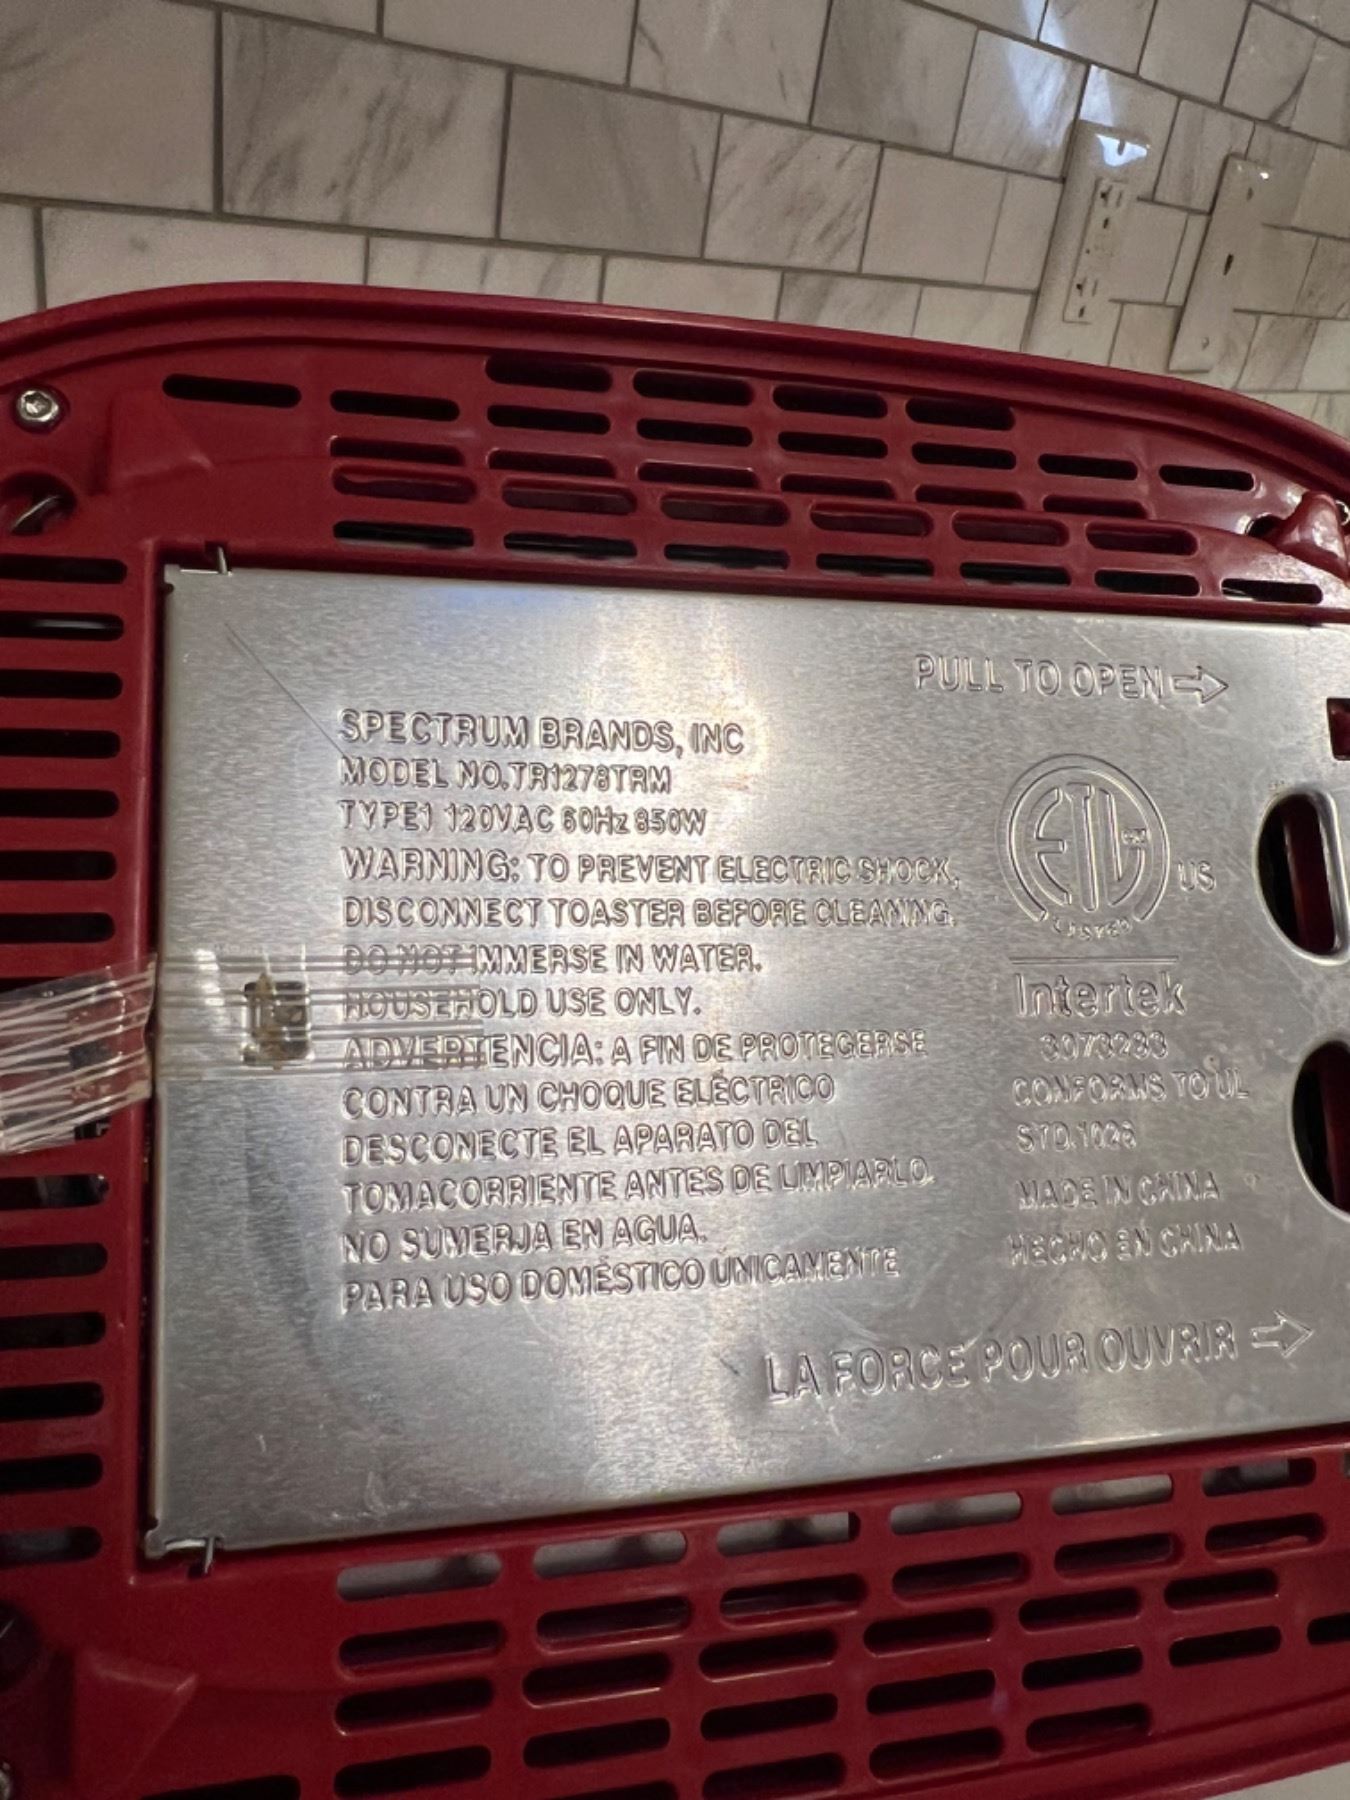 PULL TO OPEN
SPECTRUM BRANDS, INC
MODEL NO.TR1278TRM
TYPE1 120VAC 60Hz 850W
WARNING: TO PREVENT ELECTRIC SHOCK,
DISCONNECT TOASTER BEFORE CLEANING.
DO NOT IMMERSE IN WATER.
HOUSEHOLD USE ONLY.
ADVERTENCIA: A FIN DE PROTEGERSE
CONTRA UN CHOQUE ELÉCTRICO
DESCONECTE EL APARATO DEL
TOMACORRIENTE ANTES DE LIMPIARLO.
NO SUMERJA EN AGUA.
PARA USO DOMÉSTICO ÚNICAMENTE
ETL
US
LISTED
Intertek
3073283
CONFORMS TO UL
STD.1026
MADE IN CHINA
HECHO EN CHINA
LA FORCE POUR OUVRIR